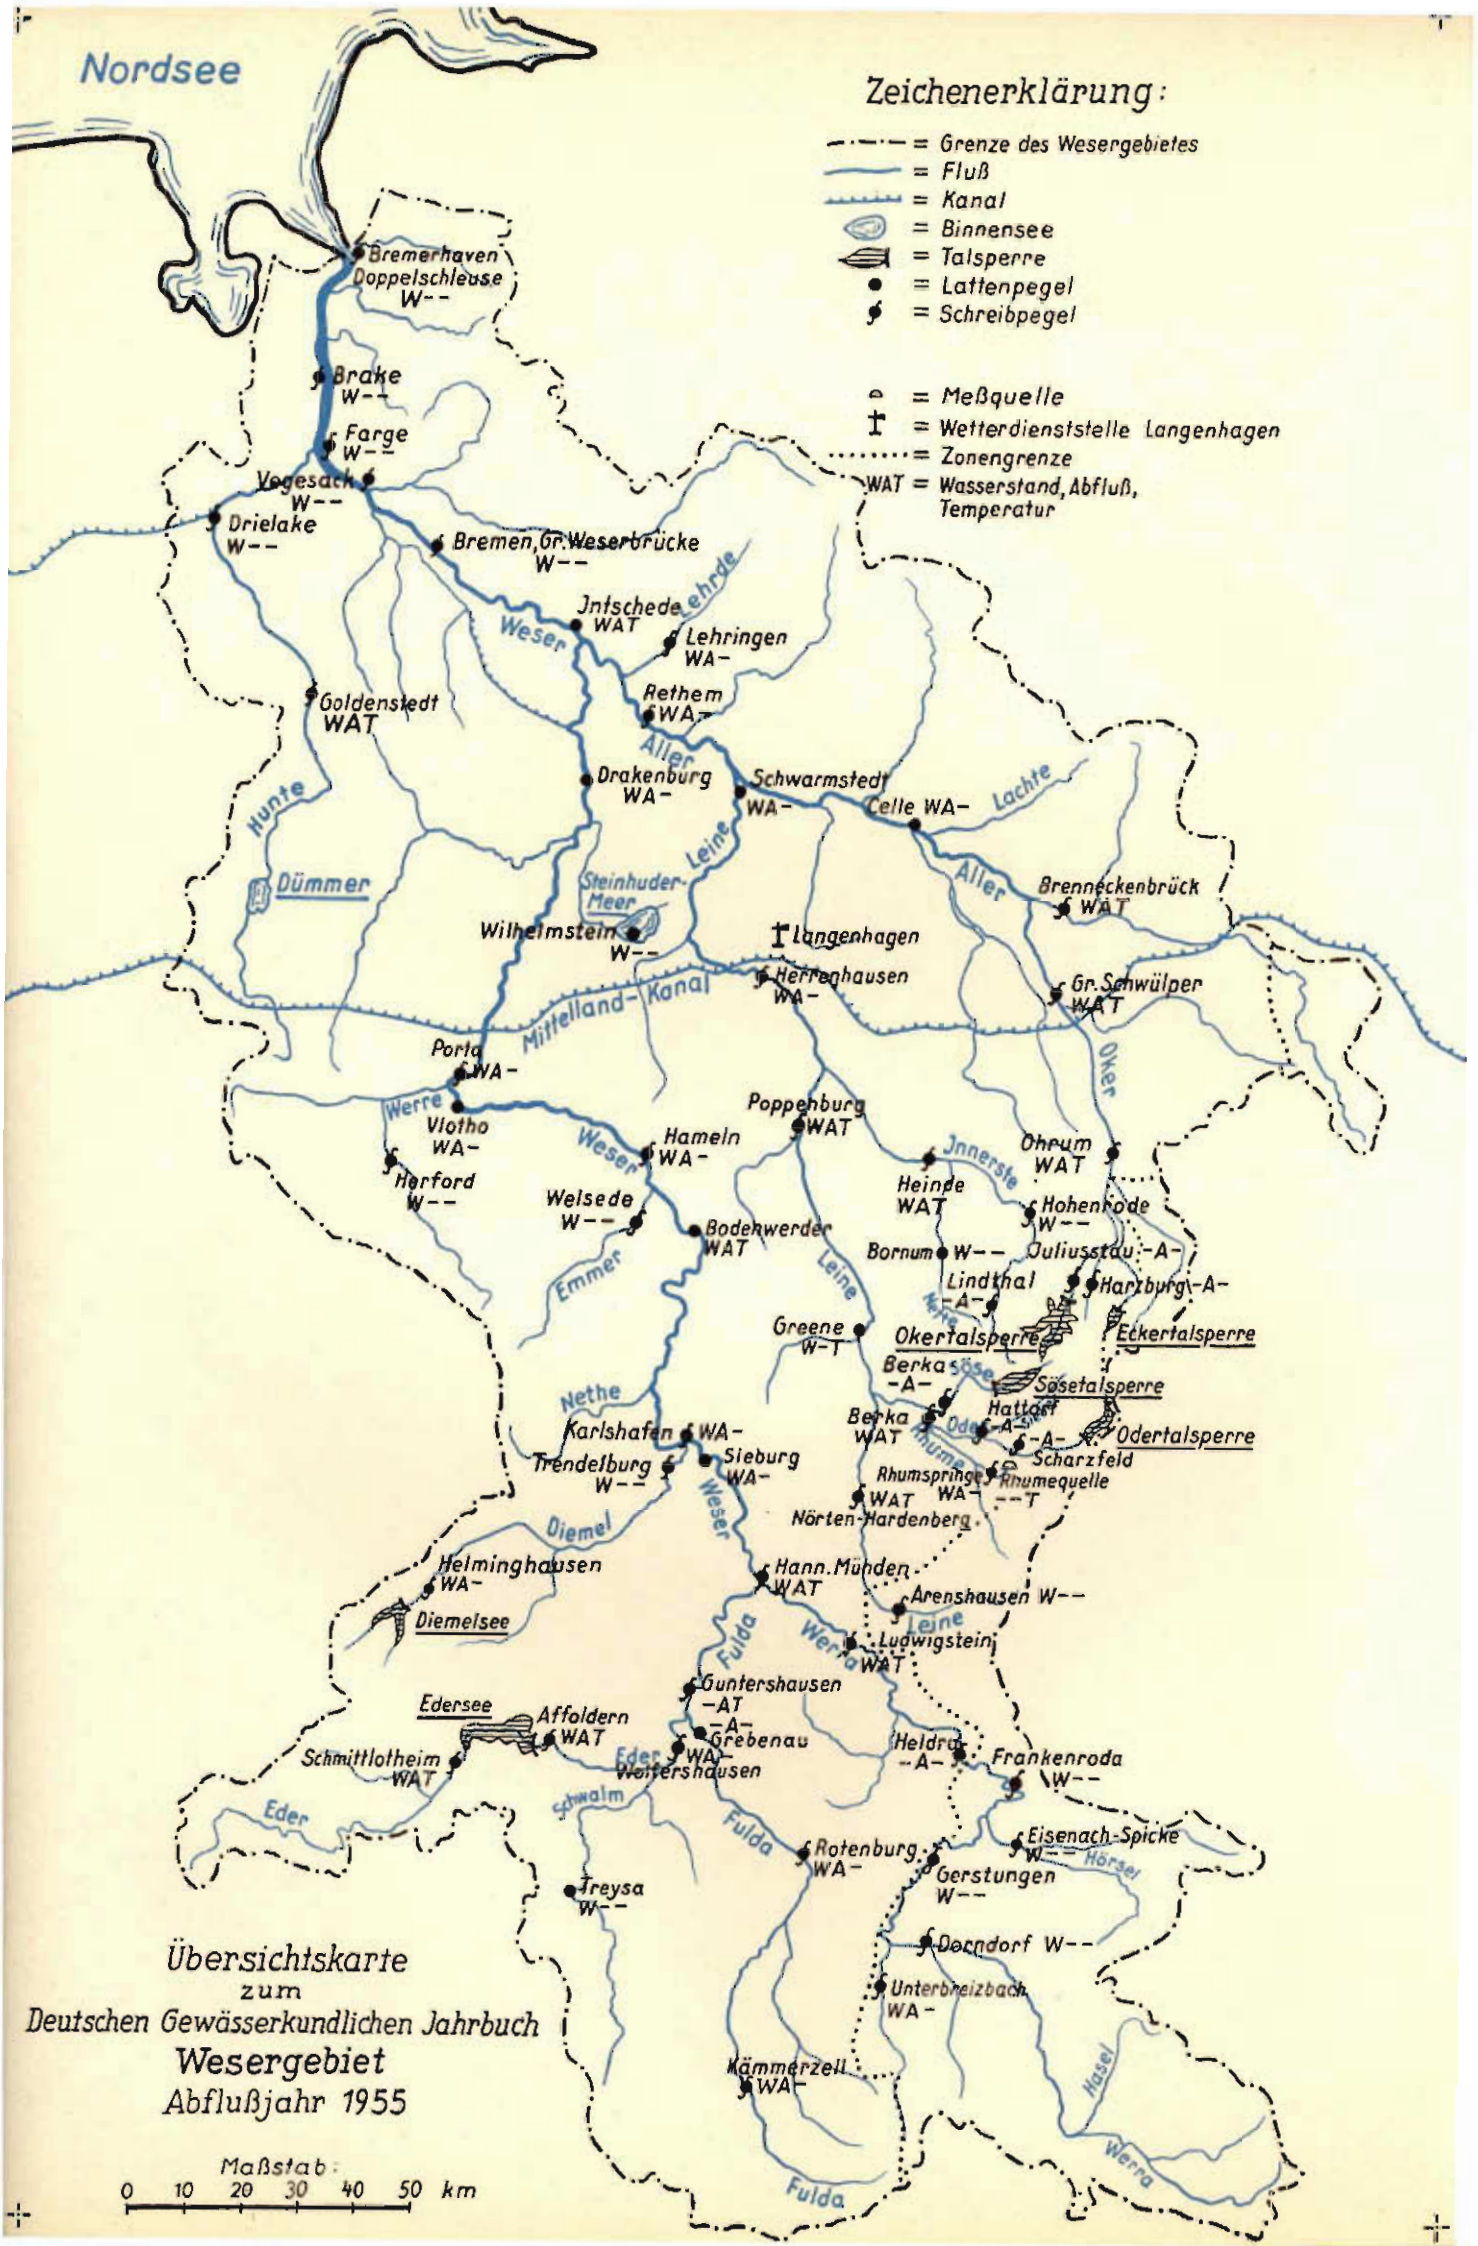 Nordsee
Zeichenerklärung:
= Grenze des Wesergebietes
= Fluß
= Kanal
= Binnensee
= Talsperre
= Lattenpegel
= Schreibpegel
= Meßquelle
= Wetterdienststelle Langenhagen
= Zonengrenze
WAT = Wasserstand, Abfluß,
Temperatur
Bremerhaven
Doppelschleuse
W--
Brake
W--
Farge
W--
Vegesack
W--
Drielake
W--
Bremen, Gr. Weserbrücke
W--
Lehrde
Jntschede
WAT
Weser
Lehringen
WA-
Rethem
WA-
Goldenstedt
WAT
Aller
Drakenburg
WA-
Schwarmstedt
WA-
Celle WA-
Lachte
Hunte
Leine
Dümmer
Steinhuder-
Meer
Aller
Brenneckenbrück
WAT
Wilhelmstein
W--
Langenhagen
Herrenhausen
WA-
Gr. Schwülper
WAT
Mittelland-Kanal
Porta
WA-
Oker
Werre
Vlotho
WA-
Poppenburg
WAT
Weser
Hameln
WA-
Jnnerste
Ohrum
WAT
Herford
W--
Heinde
WAT
Welsede
W--
Hohenrode
W--
Bodenwerder
WAT
Bornum W--
Juliusstau -A-
Emmer
Leine
Lindthal
-A-
Harzburg -A-
Nette
Greene
W-T
Okertalsperre
Eckertalsperre
Berka
-A-
Söse
Sösetalsperre
Nethe
Hattorf
-A-
Berka
WAT
Oder
Karlshafen WA-
-A-
Odertalsperre
Rhume
Scharzfeld
Trendelburg
W--
Sieburg
WA-
Rhumspringe
WA-
Rhumequelle
--T
Weser
WAT
Nörten-Hardenberg
Diemel
Helminghausen
WA-
Hann. Münden
WAT
Arenshausen W--
Diemelsee
Leine
Fulda
Werra
Ludwigstein
WAT
Guntershausen
-AT
Edersee
Affoldern
WAT
-A-
Grebenau
Heldra
-A-
Schmittlotheim
WAT
Eder
WA-
Wolfershausen
Frankenroda
W--
Schwalm
Eder
Fulda
Rotenburg
WA-
Eisenach-Spicke
W--
Hörsel
Gerstungen
W--
Treysa
W--
Dorndorf W--
Unterbreizbach
WA-
Kämmerzell
WA-
Hasel
Werra
Fulda
Übersichtskarte
zum
Deutschen Gewässerkundlichen Jahrbuch
Wesergebiet
Abflußjahr 1955
Maßstab:
0 10 20 30 40 50 km